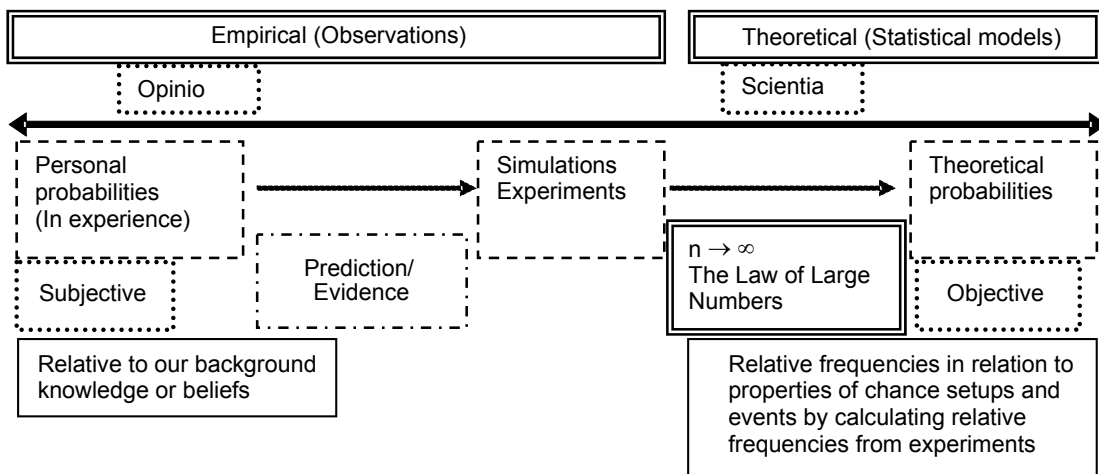 Empirical (Observations)
Theoretical (Statistical models)
Opinio
Scientia
Personal
probabilities
(In experience)
Simulations
Experiments
Theoretical
probabilities
Prediction/
Evidence
n → ∞
The Law of Large
Numbers
Subjective
Objective
Relative to our background
knowledge or beliefs
Relative frequencies in relation to
properties of chance setups and
events by calculating relative
frequencies from experiments